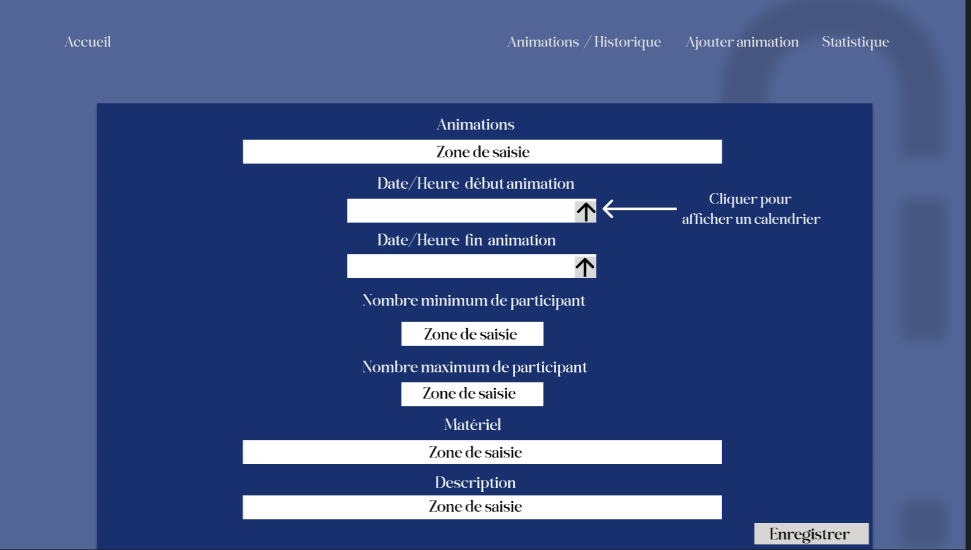 Accueil
Animations / Historique
Ajouter animation
Statistique
Animations
Zone de saisie
Date/Heure début animation
Cliquer pour
afficher un calendrier
Date/Heure fin animation
Nombre minimum de participant
Zone de saisie
Nombre maximum de participant
Zone de saisie
Matériel
Zone de saisie
Description
Zone de saisie
Enregistrer